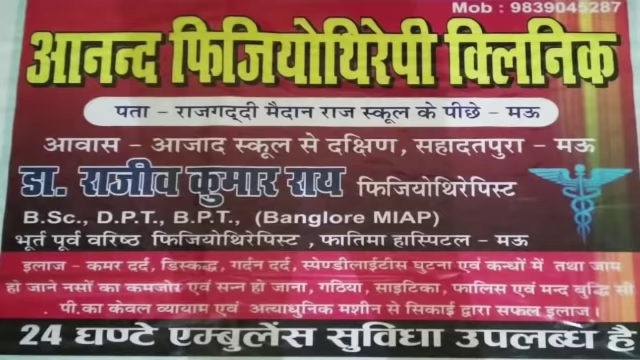 Mob : 9839045287
आनन्द फिजियोथिरेपी क्लिनिक
पता - राजगद्दी मैदान राज स्कूल के पीछे - मऊ
आवास - आजाद स्कूल से दक्षिण, सहादतपुरा - मऊ
डा. राजीव कुमार राय फिजियोथिरेपिस्ट
B.Sc., D.P.T., B.P.T., (Banglore MIAP)
भूर्त पूर्व वरिष्ठ फिजियोथिरेपिस्ट , फातिमा हास्पिटल - मऊ
इलाज - कमर दर्द, डिस्कद्ध, गर्दन दर्द, स्पेण्डीलाईटीस घुटना एवं कन्धों में तथा जाम
हो जाने नसों का कमजोर एवं सन्न हो जाना, गठिया, साइटिका, फालिस एवं मन्द बुद्धि सी
पी.का केवल व्यायाम एवं अत्याधुनिक मशीन से सिकाई द्वारा सफल इलाज।
24 घण्टे एम्बुलेंस सुविधा उपलब्ध है